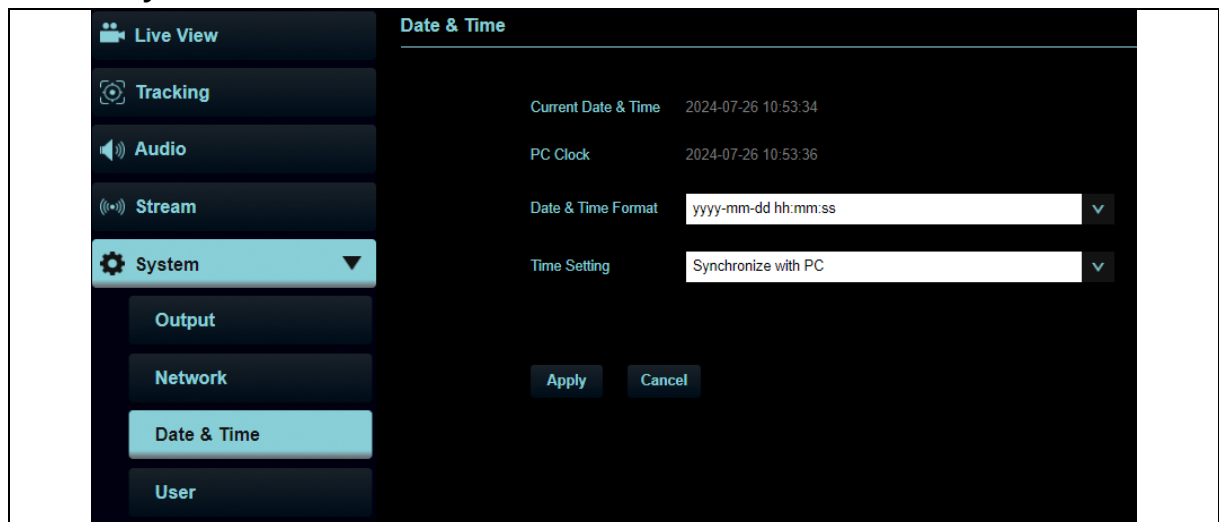 Live View
Tracking
Audio
Stream
System
Output
Network
Date & Time
User
Date & Time
Current Date & Time 2024-07-26 10:53:34
PC Clock 2024-07-26 10:53:36
Date & Time Format yyyy-mm-dd hh:mm:ss
Time Setting Synchronize with PC
Apply Cancel